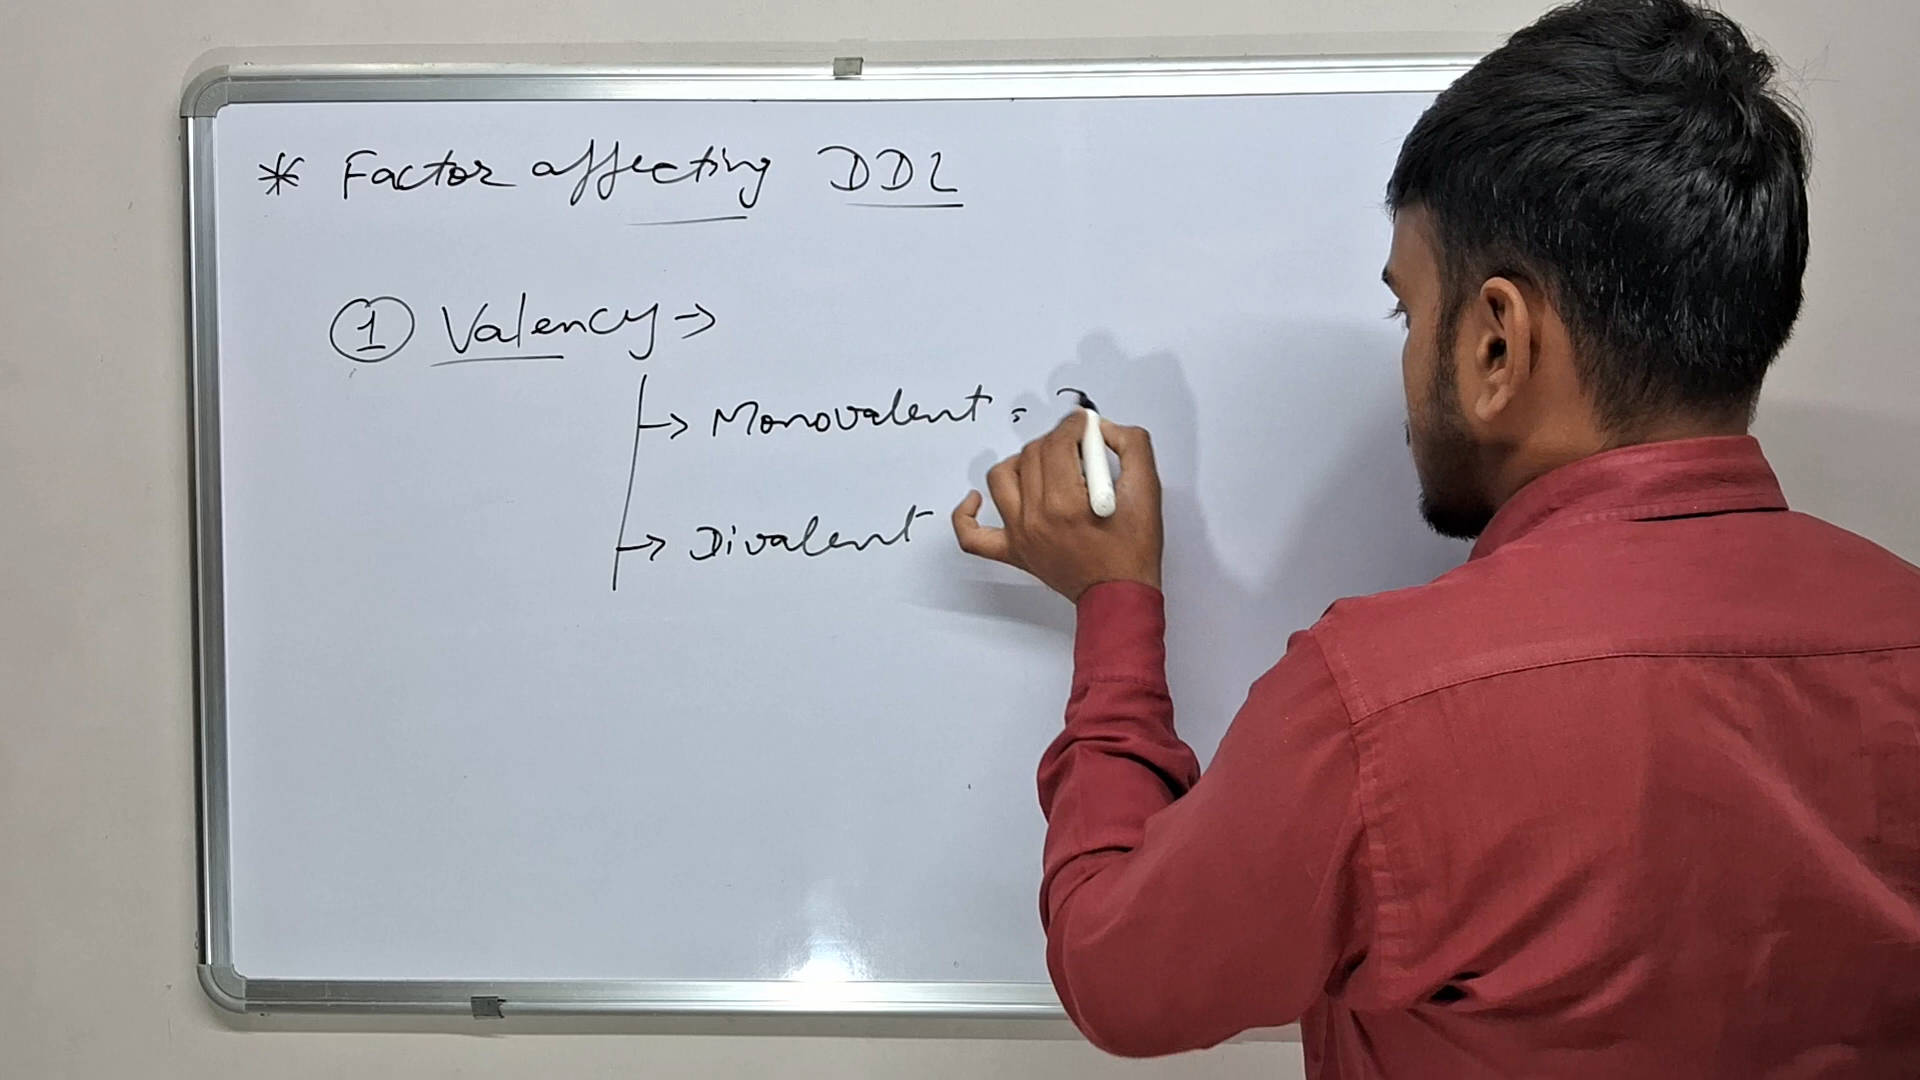 * Factor affecting DDL
① Valency →
→ Monovalent =
→ Divalent